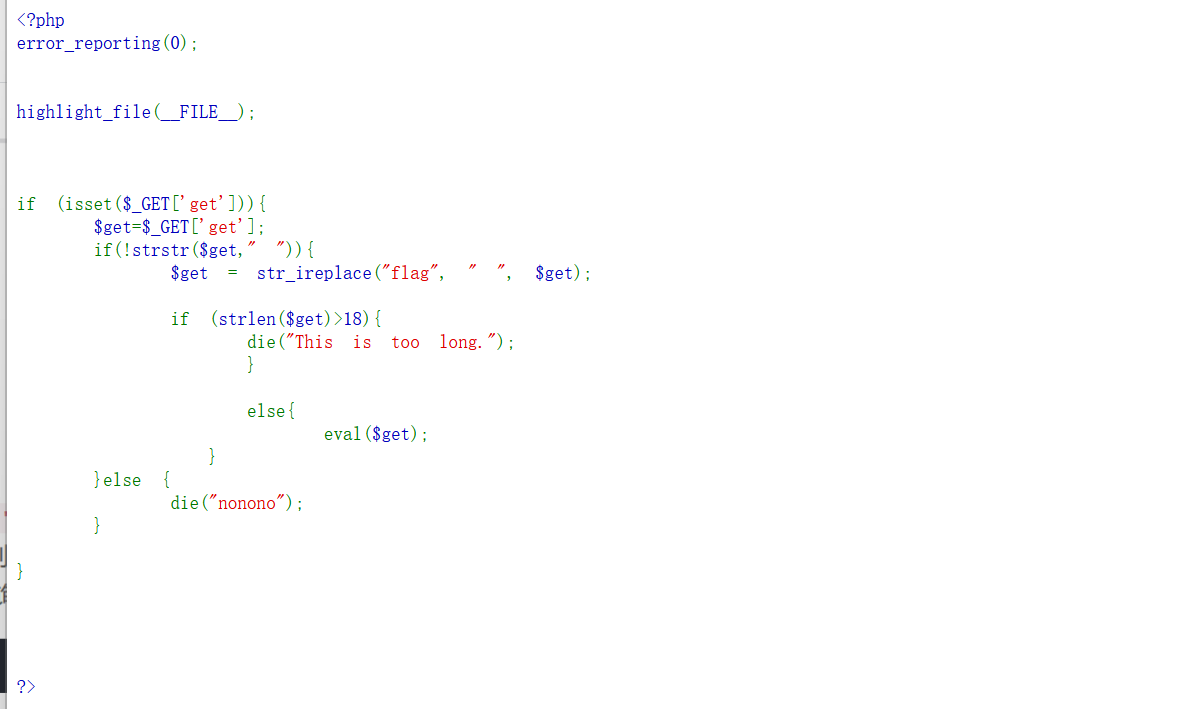 <?php
error_reporting(0);
highlight_file(__FILE__);
if (isset($_GET['get'])){
$get=$_GET['get'];
if(!strstr($get," ")){
$get = str_ireplace("flag", " ", $get);
if (strlen($get)>18){
die("This is too long.");
}
else{
eval($get);
}
}else {
die("nonono");
}
}
?>